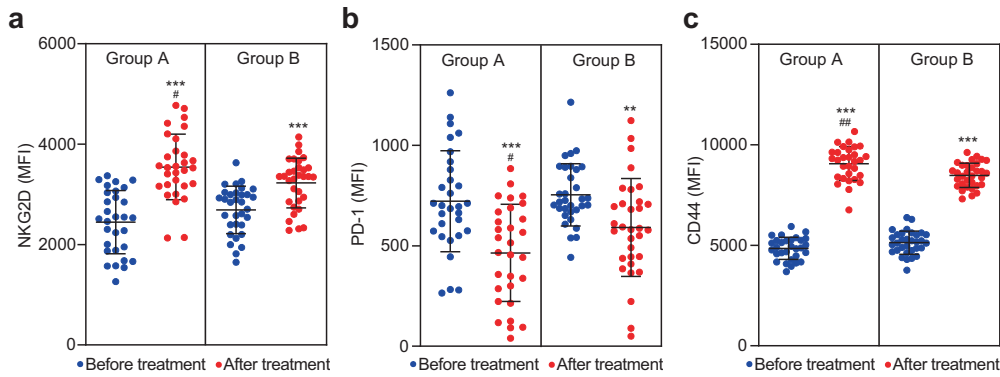 a
6000
4000
2000
0
NKG2D (MFI)
Group A
Group B
***
#
***
Before treatment After treatment
b
1500
1000
500
0
PD-1 (MFI)
Group A
Group B
***
#
**
Before treatment After treatment
c
15000
10000
5000
0
CD44 (MFI)
Group A
Group B
***
##
***
Before treatment After treatment